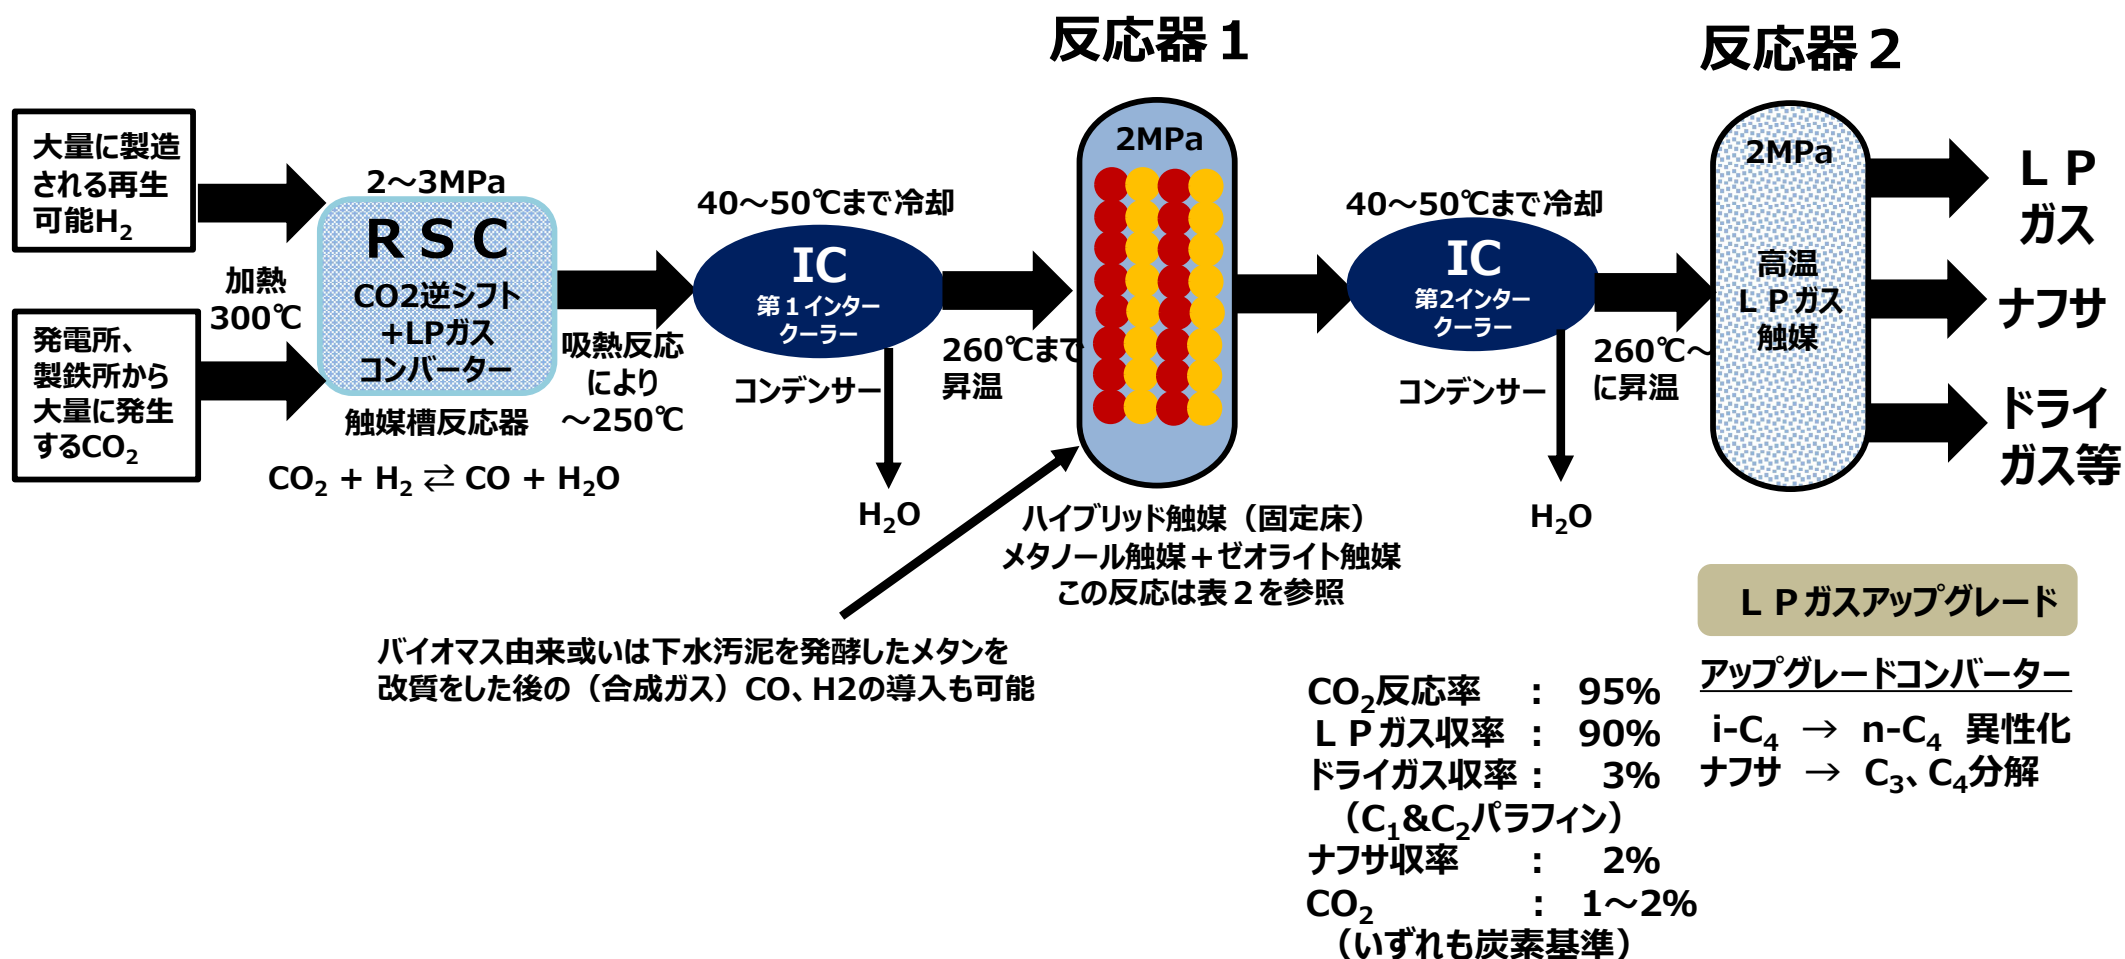 反応器１
反応器２
大量に製造
される再生
可能H₂
発電所、
製鉄所から
大量に発生
するCO₂
加熱
300℃
2～3MPa
ＲＳＣ
CO2逆シフト
+LPガス
コンバーター
触媒槽反応器
CO₂ + H₂ ⇄ CO + H₂O
吸熱反応
により
～250℃
40～50℃まで冷却
IC
第１インター
クーラー
コンデンサー
H₂O
260℃まで
昇温
2MPa
ハイブリッド触媒（固定床）
メタノール触媒＋ゼオライト触媒
この反応は表２を参照
バイオマス由来或いは下水汚泥を発酵したメタンを
改質をした後の（合成ガス）CO、H2の導入も可能
40～50℃まで冷却
IC
第2インター
クーラー
コンデンサー
H₂O
260℃～
に昇温
2MPa
高温
ＬＰガス
触媒
ＬＰ
ガス
ナフサ
ドライ
ガス等
ＬＰガスアップグレード
アップグレードコンバーター
i-C₄ → n-C₄ 異性化
ナフサ → C₃、C₄分解
CO₂反応率 : 95%
ＬＰガス収率 : 90%
ドライガス収率 : 3%
（C₁&C₂パラフィン）
ナフサ収率 : 2%
CO₂ : 1～2%
（いずれも炭素基準）